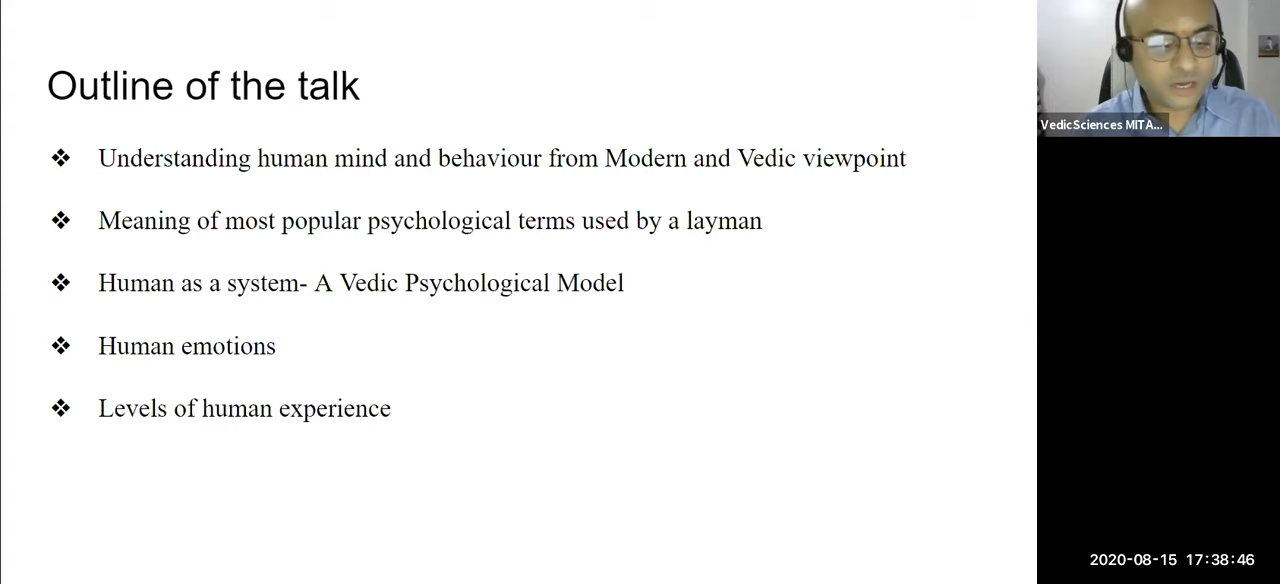 Outline of the talk
❖ Understanding human mind and behaviour from Modern and Vedic viewpoint
❖ Meaning of most popular psychological terms used by a layman
❖ Human as a system- A Vedic Psychological Model
❖ Human emotions
❖ Levels of human experience
VedicSciences MITA...
2020-08-15 17:38:46